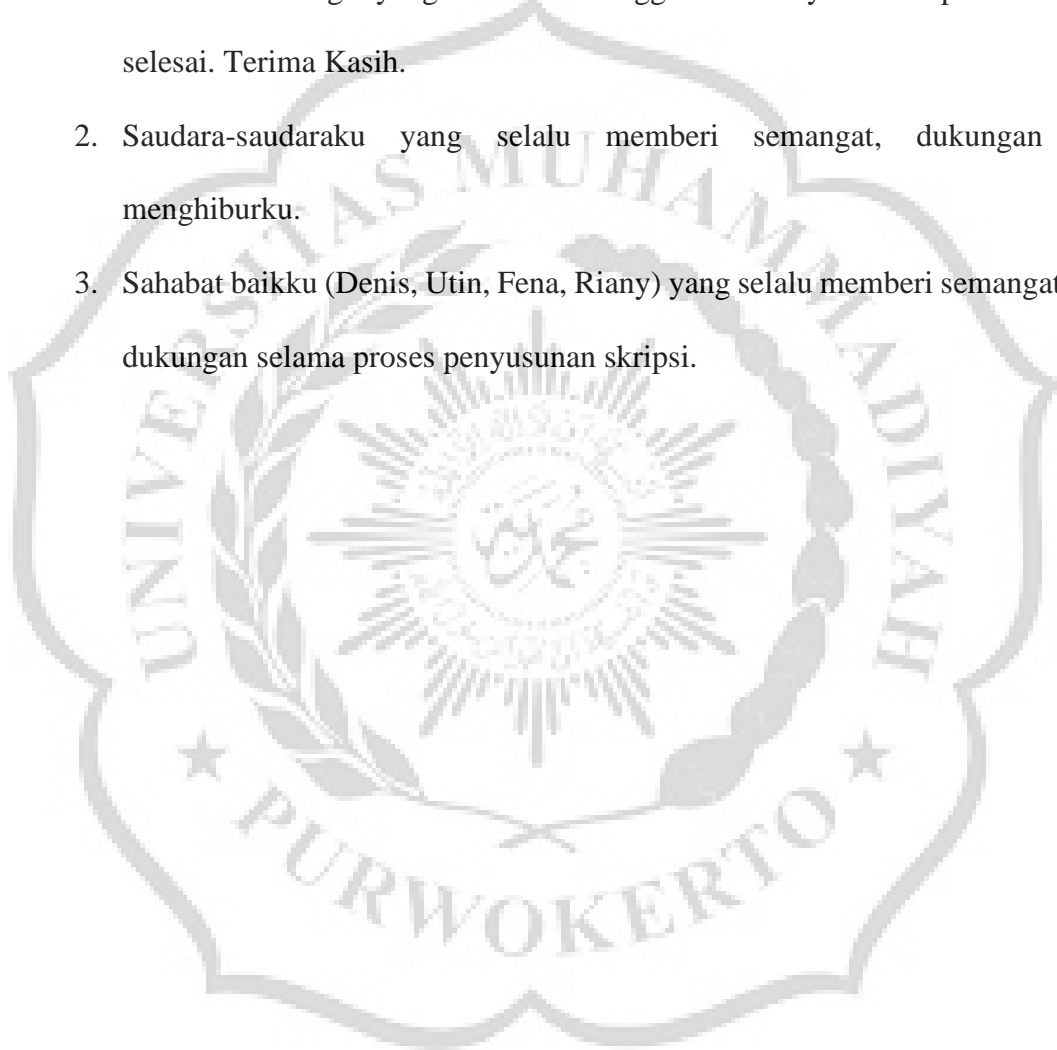 selesai. Terima Kasih.
2. Saudara-saudaraku yang selalu memberi semangat, dukungan
menghiburku.
3. Sahabat baikku (Denis, Utin, Fena, Riany) yang selalu memberi semangat
dukungan selama proses penyusunan skripsi.
UNIVERSITAS MUHAMMADIYAH
PURWOKERTO